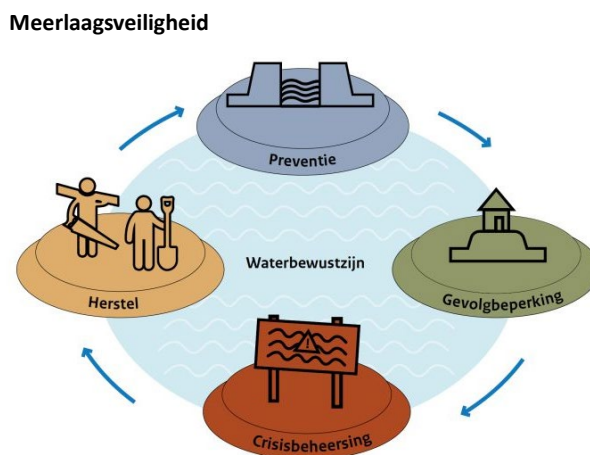 Meerlaagsveiligheid
Preventie
Waterbewustzijn
Herstel
Gevolgbeperking
!
Crisisbeheersing